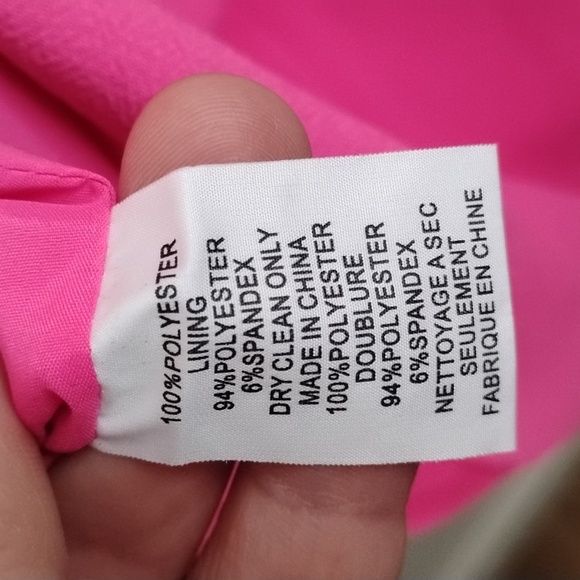 100%POLYESTER
LINING
94%POLYESTER
6%SPANDEX
DRY CLEAN ONLY
MADE IN CHINA
100%POLYESTER
DOUBLURE
94%POLYESTER
6%SPANDEX
NETTOYAGE A SEC
SEULEMENT
FABRIQUE EN CHINE